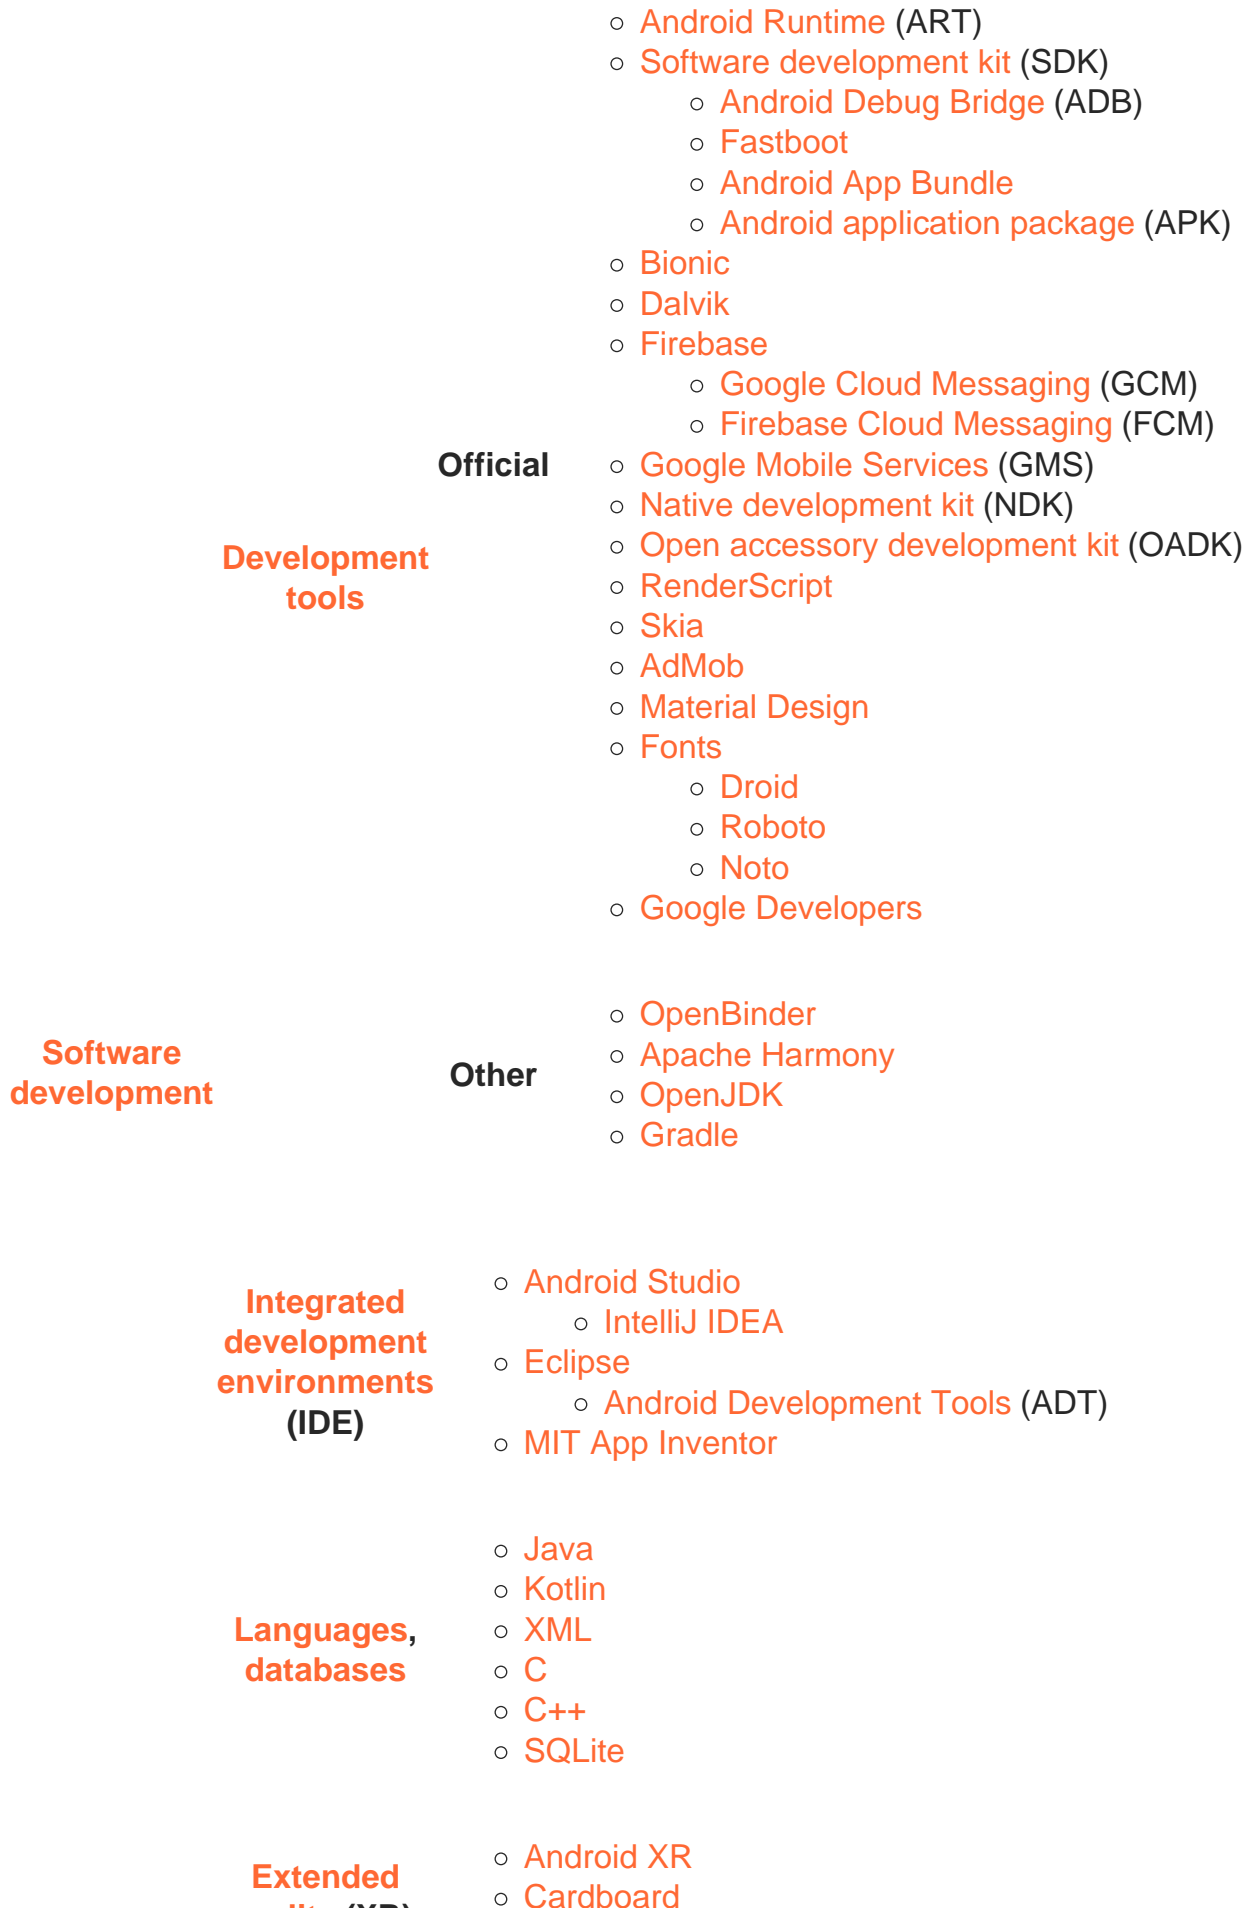 Software
development
Development
tools
Official
Android Runtime (ART)
Software development kit (SDK)
Android Debug Bridge (ADB)
Fastboot
Android App Bundle
Android application package (APK)
Bionic
Dalvik
Firebase
Google Cloud Messaging (GCM)
Firebase Cloud Messaging (FCM)
Google Mobile Services (GMS)
Native development kit (NDK)
Open accessory development kit (OADK)
RenderScript
Skia
AdMob
Material Design
Fonts
Droid
Roboto
Noto
Google Developers
Other
OpenBinder
Apache Harmony
OpenJDK
Gradle
Integrated
development
environments
(IDE)
Android Studio
IntelliJ IDEA
Eclipse
Android Development Tools (ADT)
MIT App Inventor
Languages,
databases
Java
Kotlin
XML
C
C++
SQLite
Extended
(XR)
Android XR
Cardboard